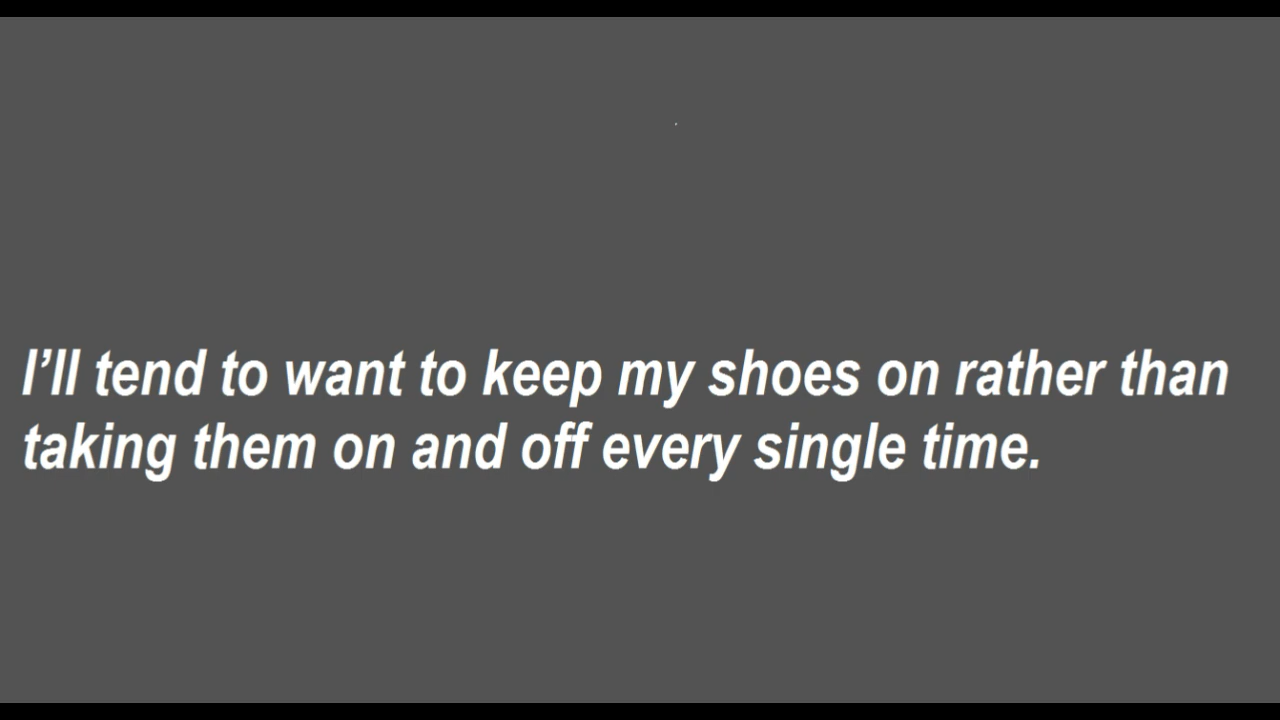 I’ll tend to want to keep my shoes on rather than
taking them on and off every single time.